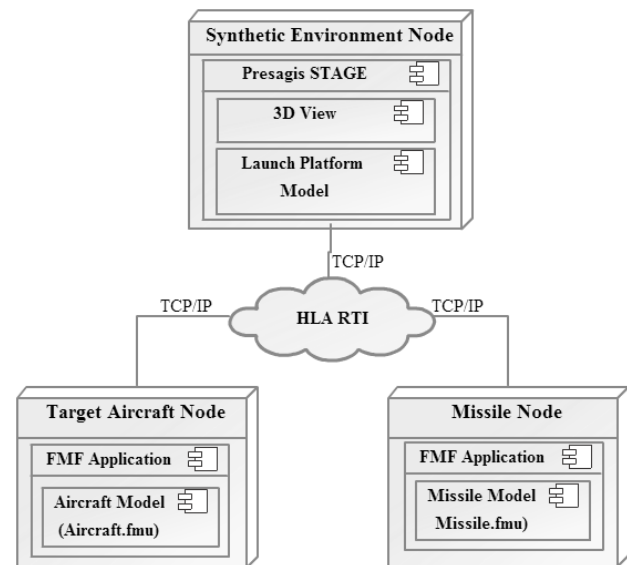 Synthetic Environment Node
Presagis STAGE
3D View
Launch Platform
Model
TCP/IP
TCP/IP
HLA RTI
TCP/IP
Target Aircraft Node
FMF Application
Aircraft Model
(Aircraft.fmu)
Missile Node
FMF Application
Missile Model
Missile.fmu)